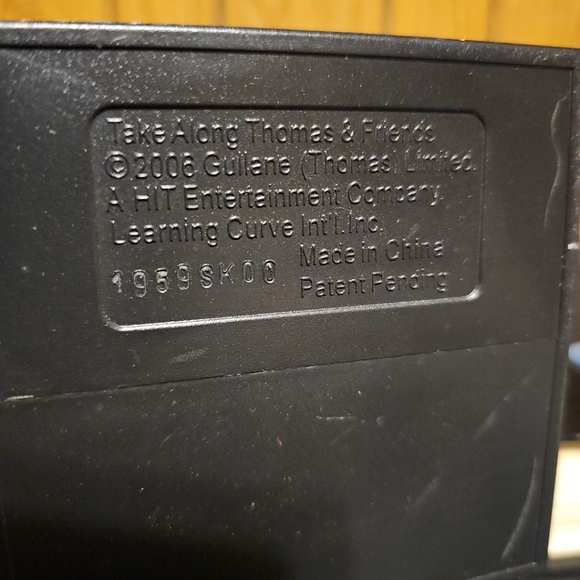 Take Along Thomas & Friends
© 2006 Gullane (Thomas) Limited.
A HIT Entertainment Company.
Learning Curve Int'l. Inc.
Made in China
1959SK00
Patent Pending